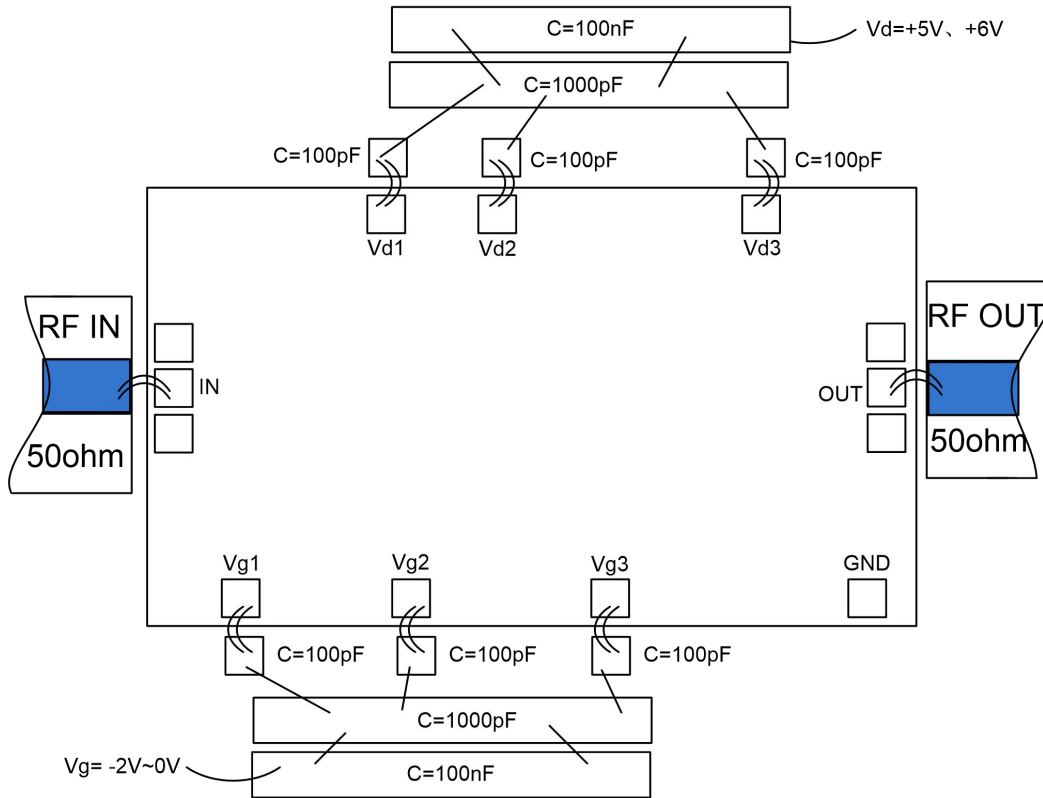 C=100nF
Vd=+5V、+6V
C=1000pF
C=100pF
C=100pF
C=100pF
Vd1
Vd2
Vd3
RF IN
RF OUT
IN
OUT
50ohm
50ohm
Vg1
Vg2
Vg3
GND
C=100pF
C=100pF
C=100pF
C=1000pF
Vg= -2V~0V
C=100nF